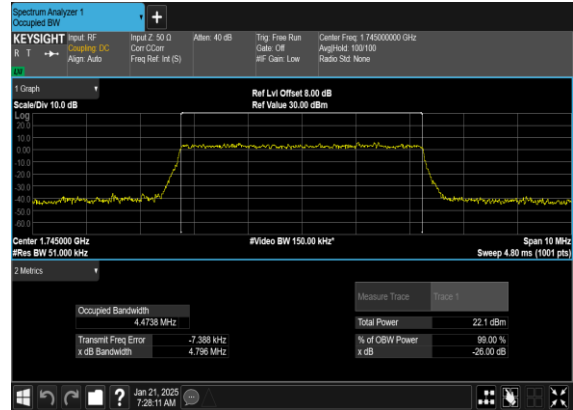 Spectrum Analyzer 1
Occupied BW
+
KEYSIGHT Input: RF Input Z: 50 Ω Atten: 40 dB Trig: Free Run Center Freq: 1.745000000 GHz
R T Coupling: DC Corr CCorr Gate: Off Avg|Hold: 100/100
Align: Auto Freq Ref: Int (S) #IF Gain: Low Radio Std: None
LM
1 Graph
Ref Lvl Offset 8.00 dB
Scale/Div 10.0 dB Ref Value 30.00 dBm
Log
20.0
10.0
0.00
-10.0
-20.0
-30.0
-40.0
-50.0
-60.0
Center 1.745000 GHz #Video BW 150.00 kHz* Span 10 MHz
#Res BW 51.000 kHz Sweep 4.80 ms (1001 pts)
2 Metrics
Measure Trace Trace 1
Occupied Bandwidth
4.4738 MHz Total Power 22.1 dBm
Transmit Freq Error -7.388 kHz % of OBW Power 99.00 %
x dB Bandwidth 4.796 MHz x dB -26.00 dB
? Jan 21, 2025
7:28:11 AM